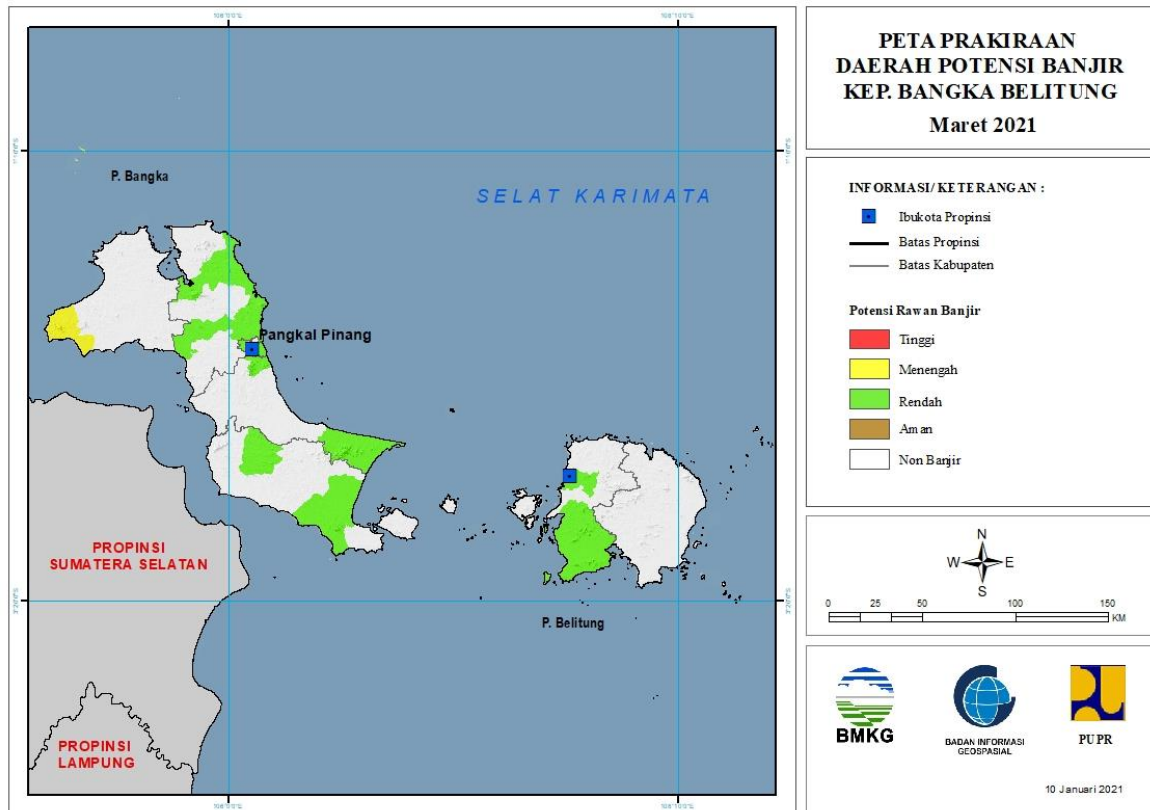 PETA PRAKIRAAN
DAERAH POTENSI BANJIR
KEP. BANGKA BELITUNG
Maret 2021
P. Bangka
SELAT KARIMATA
Pangkal Pinang
PROPINSI
SUMATERA SELATAN
P. Belitung
PROPINSI
LAMPUNG
INFORMASI/ KETERANGAN :
Ibukota Propinsi
Batas Propinsi
Batas Kabupaten
Potensi Rawan Banjir
Tinggi
Menengah
Rendah
Aman
Non Banjir
N
W E
S
0 25 50 100 150
KM
BMKG
BADAN INFORMASI
GEOSPASIAL
PUPR
10 Januari 2021